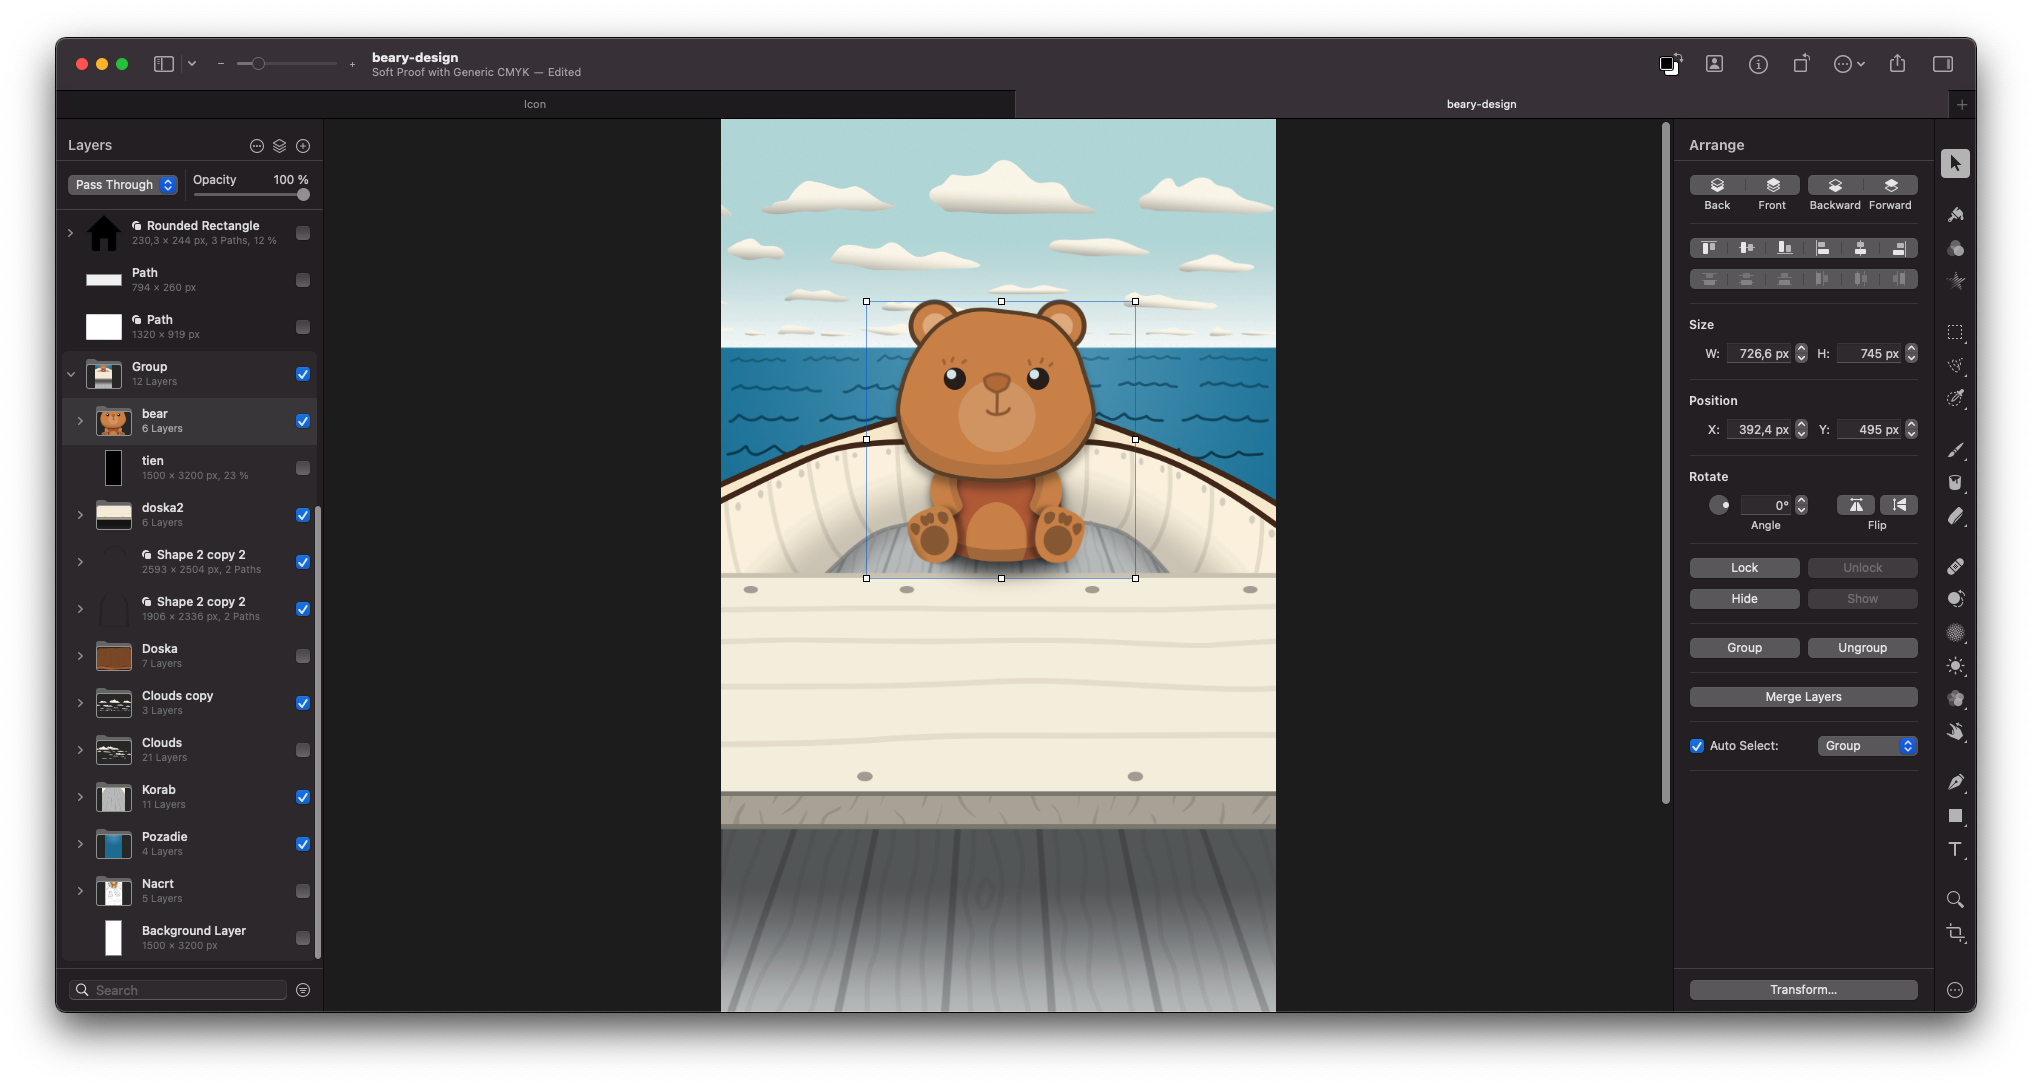 beary-design
Soft Proof with Generic CMYK — Edited
Icon
beary-design
Layers
Pass Through
Opacity 100 %
Rounded Rectangle
230,3 × 244 px, 3 Paths, 12 %
Path
794 × 260 px
Path
1320 × 919 px
Group
12 Layers
bear
6 Layers
tien
1500 × 3200 px, 23 %
doska2
6 Layers
Shape 2 copy 2
2593 × 2504 px, 2 Paths
Shape 2 copy 2
1906 × 2336 px, 2 Paths
Doska
7 Layers
Clouds copy
3 Layers
Clouds
21 Layers
Korab
11 Layers
Pozadie
4 Layers
Nacrt
5 Layers
Background Layer
1500 × 3200 px
Search
Arrange
Back Front Backward Forward
Size
W: 726,6 px H: 745 px
Position
X: 392,4 px Y: 495 px
Rotate
0°
Angle Flip
Lock Unlock
Hide Show
Group Ungroup
Merge Layers
Auto Select: Group
Transform...